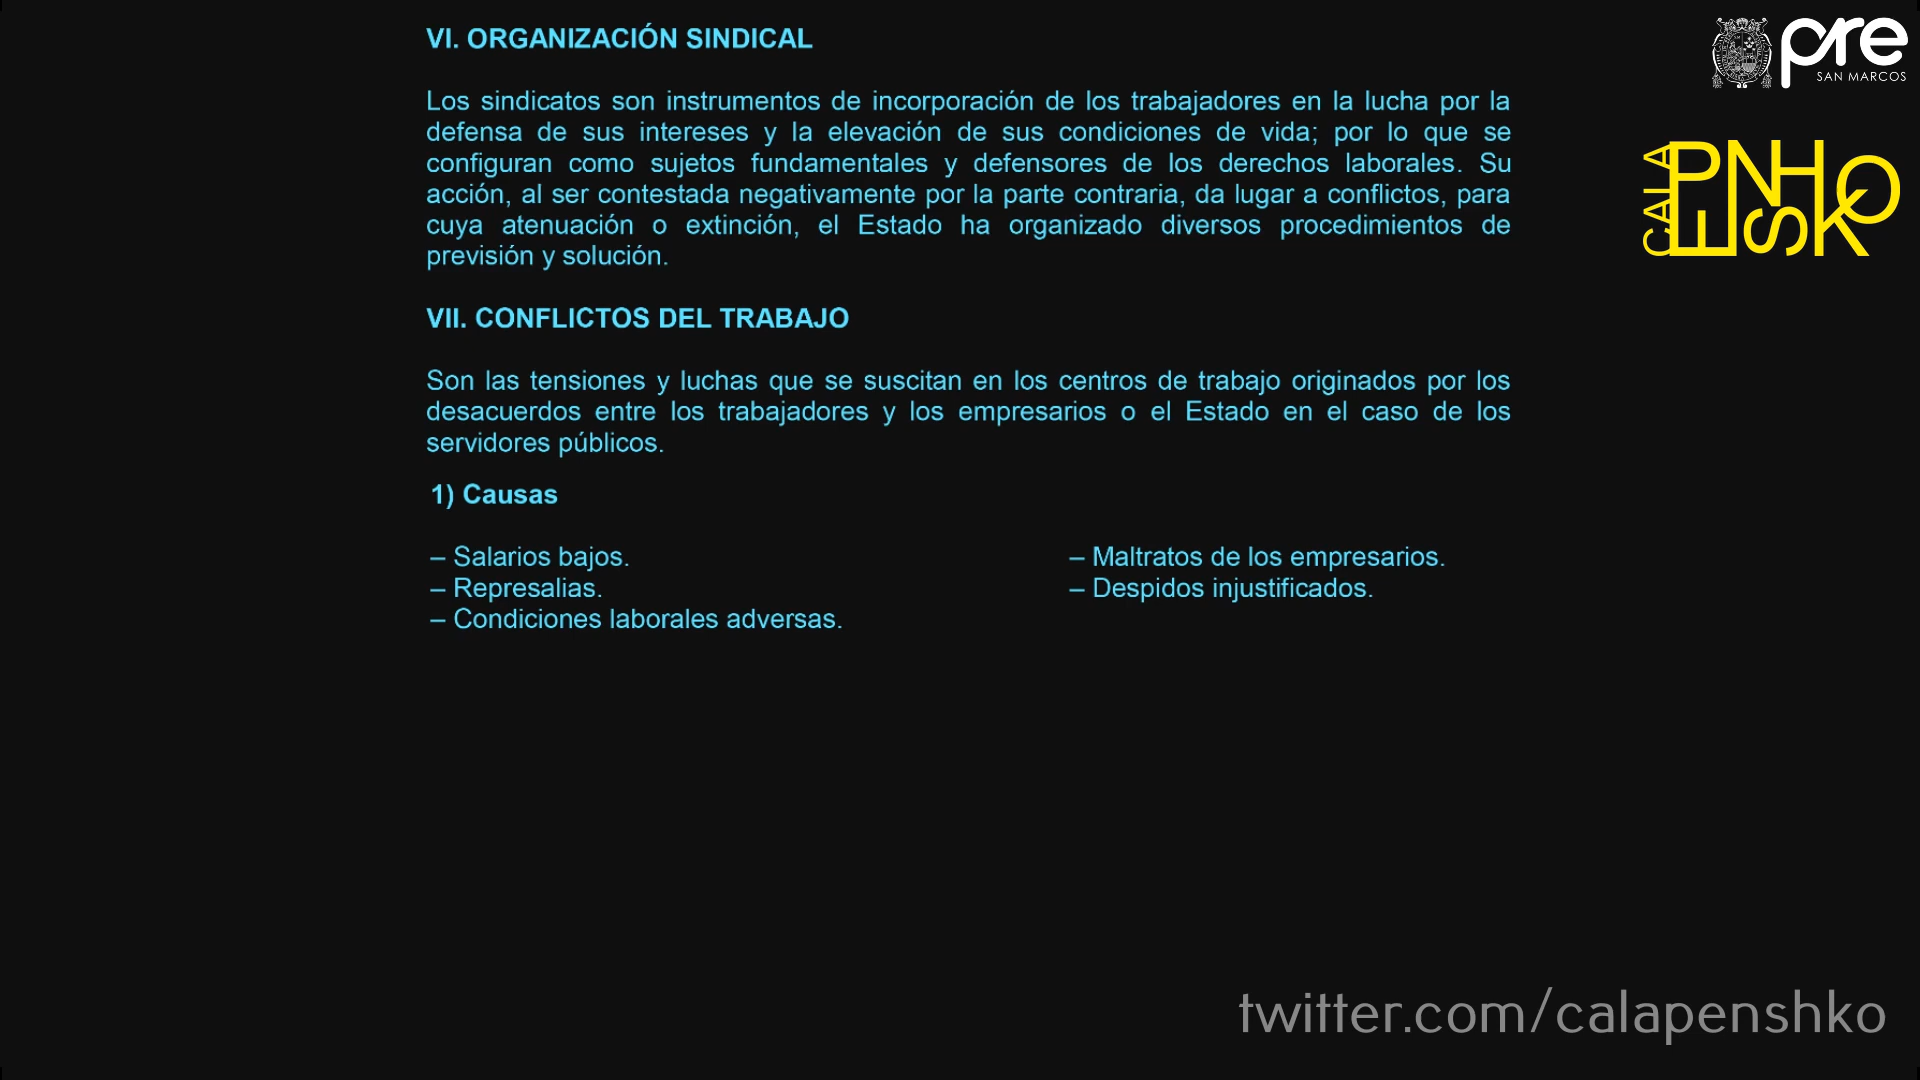 VI. ORGANIZACIÓN SINDICAL
Los sindicatos son instrumentos de incorporación de los trabajadores en la lucha por la
defensa de sus intereses y la elevación de sus condiciones de vida; por lo que se
configuran como sujetos fundamentales y defensores de los derechos laborales. Su
acción, al ser contestada negativamente por la parte contraria, da lugar a conflictos, para
cuya atenuación o extinción, el Estado ha organizado diversos procedimientos de
previsión y solución.
VII. CONFLICTOS DEL TRABAJO
Son las tensiones y luchas que se suscitan en los centros de trabajo originados por los
desacuerdos entre los trabajadores y los empresarios o el Estado en el caso de los
servidores públicos.
1) Causas
– Salarios bajos.
– Represalias.
– Condiciones laborales adversas.
– Maltratos de los empresarios.
– Despidos injustificados.
pre
SAN MARCOS
CALA
PENSHKO
twitter.com/calapenshko